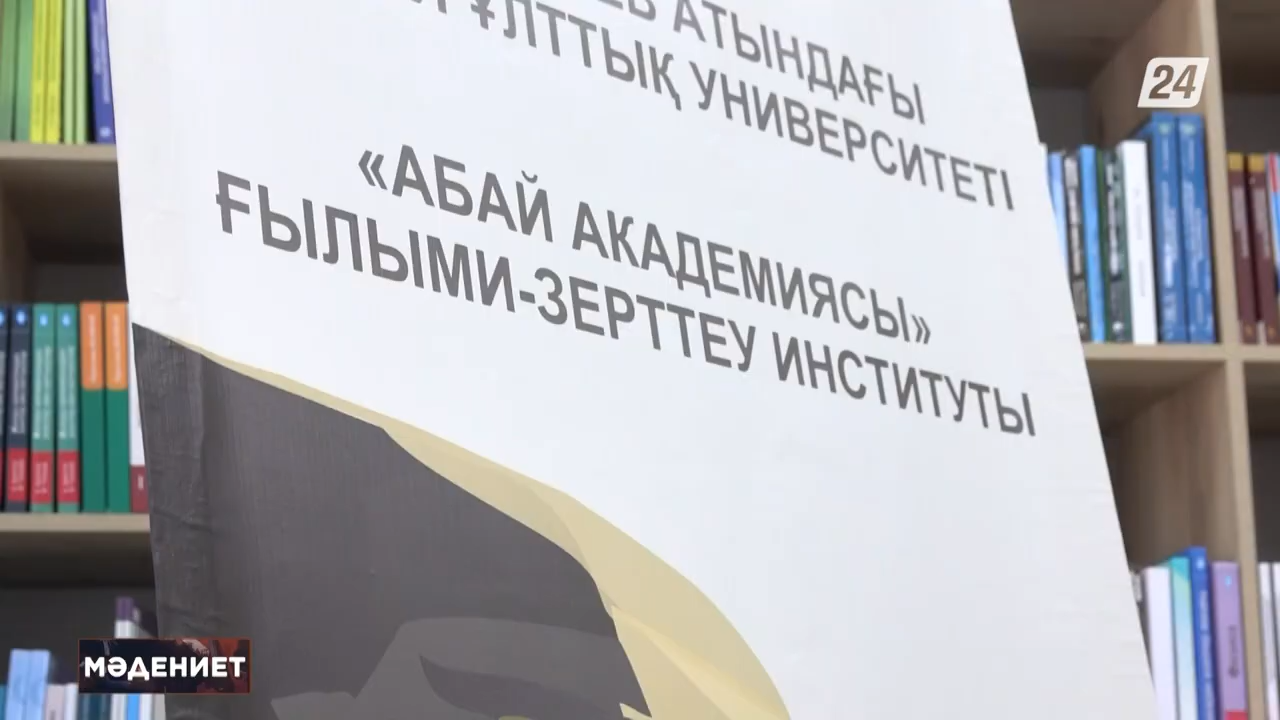 АТЫНДАҒЫ
ҰЛТТЫҚ УНИВЕРСИТЕТІ
24
«АБАЙ АКАДЕМИЯСЫ»
ҒЫЛЫМИ-ЗЕРТТЕУ ИНСТИТУТЫ
МӘДЕНИЕТ